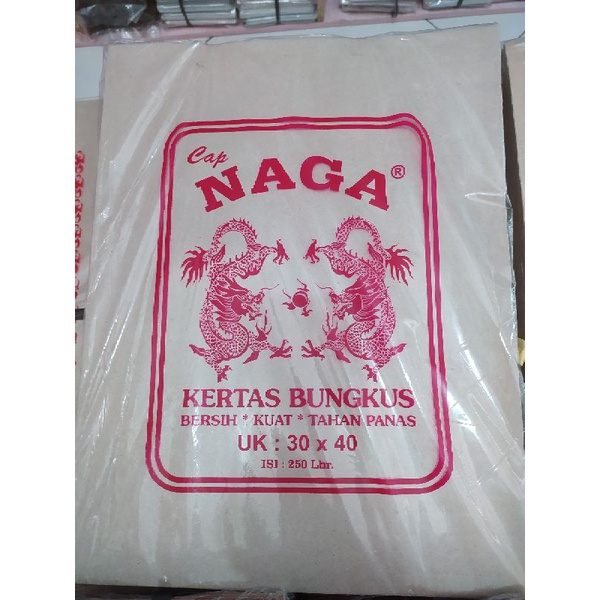 Cap
NAGA®
KERTAS BUNGKUS
BERSIH * KUAT * TAHAN PANAS
UK : 30 x 40
ISI : 250 Lbr.